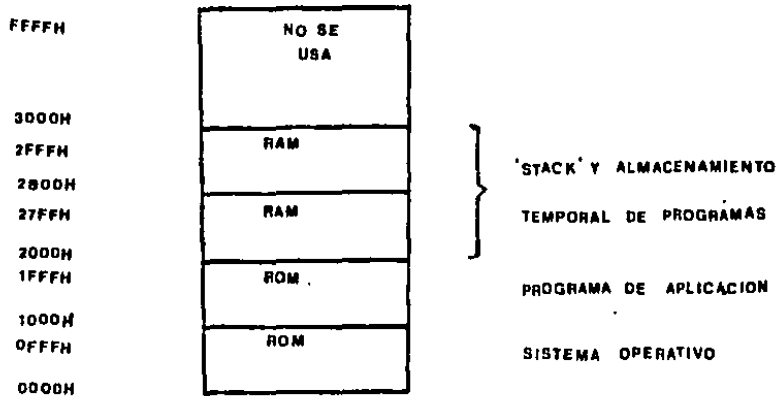 FFFFH
NO SE
USA
3000H
2FFFH
RAM
2800H
27FFH
RAM
2000H
1FFFH
ROM
1000H
0FFFH
ROM
0000H
'STACK' Y ALMACENAMIENTO
TEMPORAL DE PROGRAMAS
PROGRAMA DE APLICACION
SISTEMA OPERATIVO